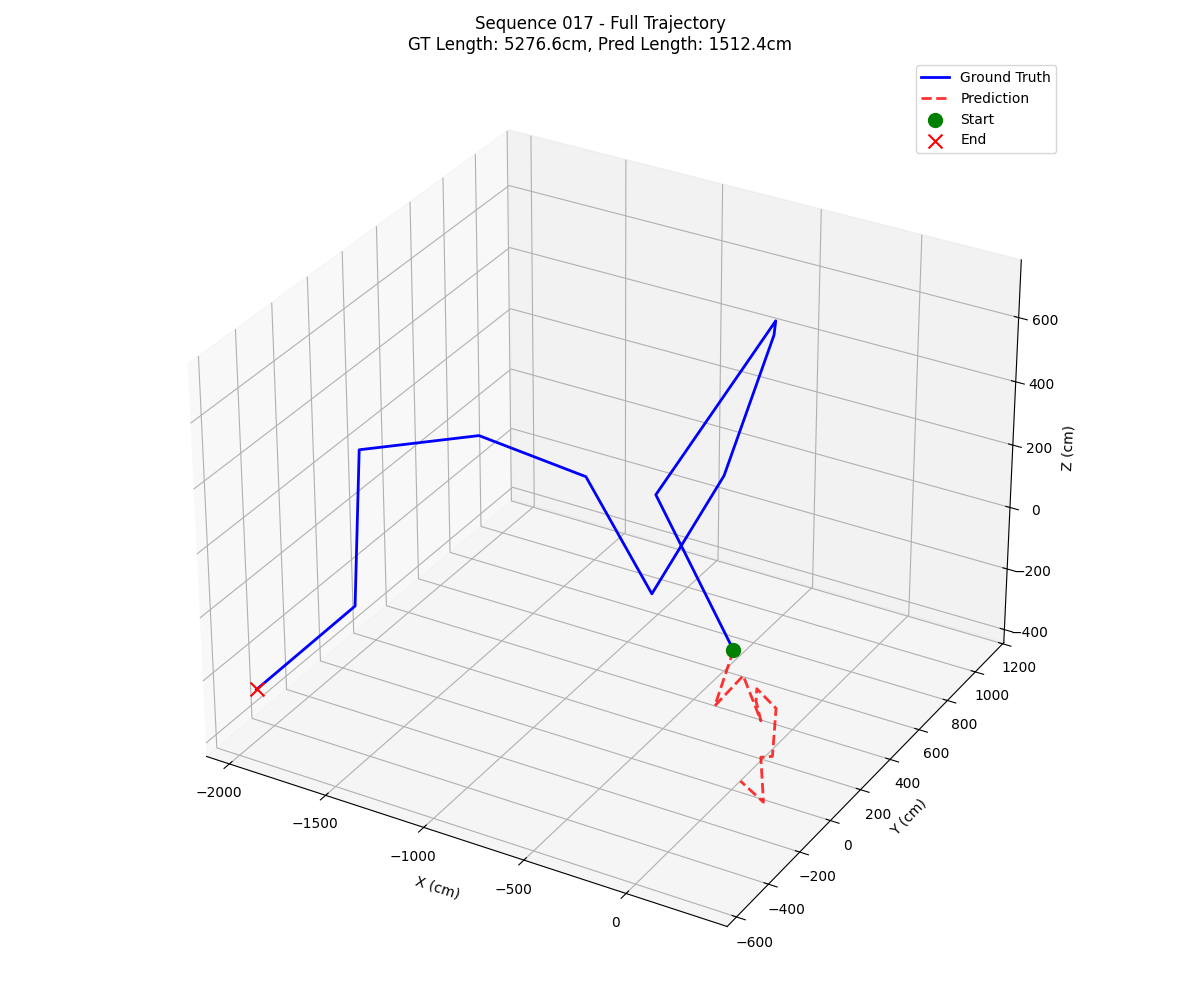 Sequence 017 - Full Trajectory
GT Length: 5276.6cm, Pred Length: 1512.4cm
Ground Truth
Prediction
Start
End
600
400
200
0
−200
−400
Z (cm)
1200
1000
800
600
400
200
0
−200
−400
−600
Y (cm)
−2000
−1500
−1000
−500
0
X (cm)